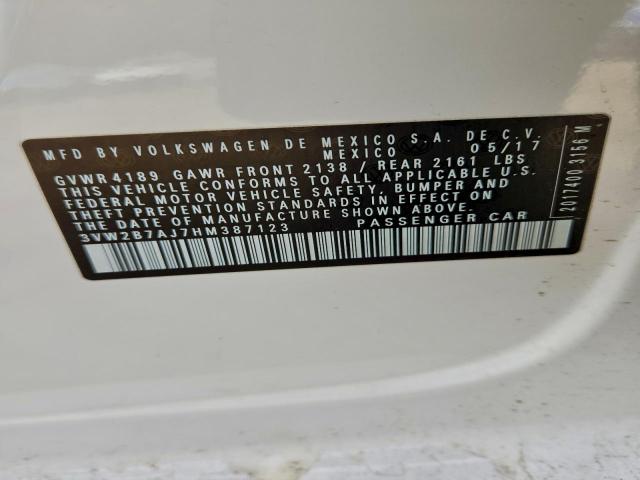 MFD BY VOLKSWAGEN DE MEXICO S.A. DE C.V.
MEXICO 05/17
GVWR 4189 GAWR FRONT 2138 / REAR 2161 LBS
THIS VEHICLE CONFORMS TO ALL APPLICABLE U.S.
FEDERAL MOTOR VEHICLE SAFETY, BUMPER AND
THEFT PREVENTION STANDARDS IN EFFECT ON
THE DATE OF MANUFACTURE SHOWN ABOVE.
3VW2B7AJ7HM387123 PASSENGER CAR
2017400 3156 M